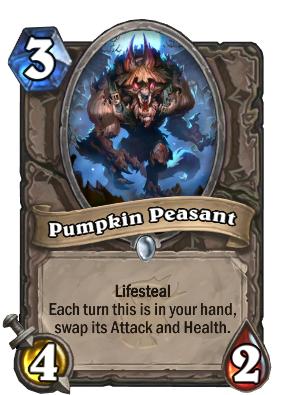 3
Pumpkin Peasant
Lifesteal
Each turn this is in your hand,
swap its Attack and Health.
4
2